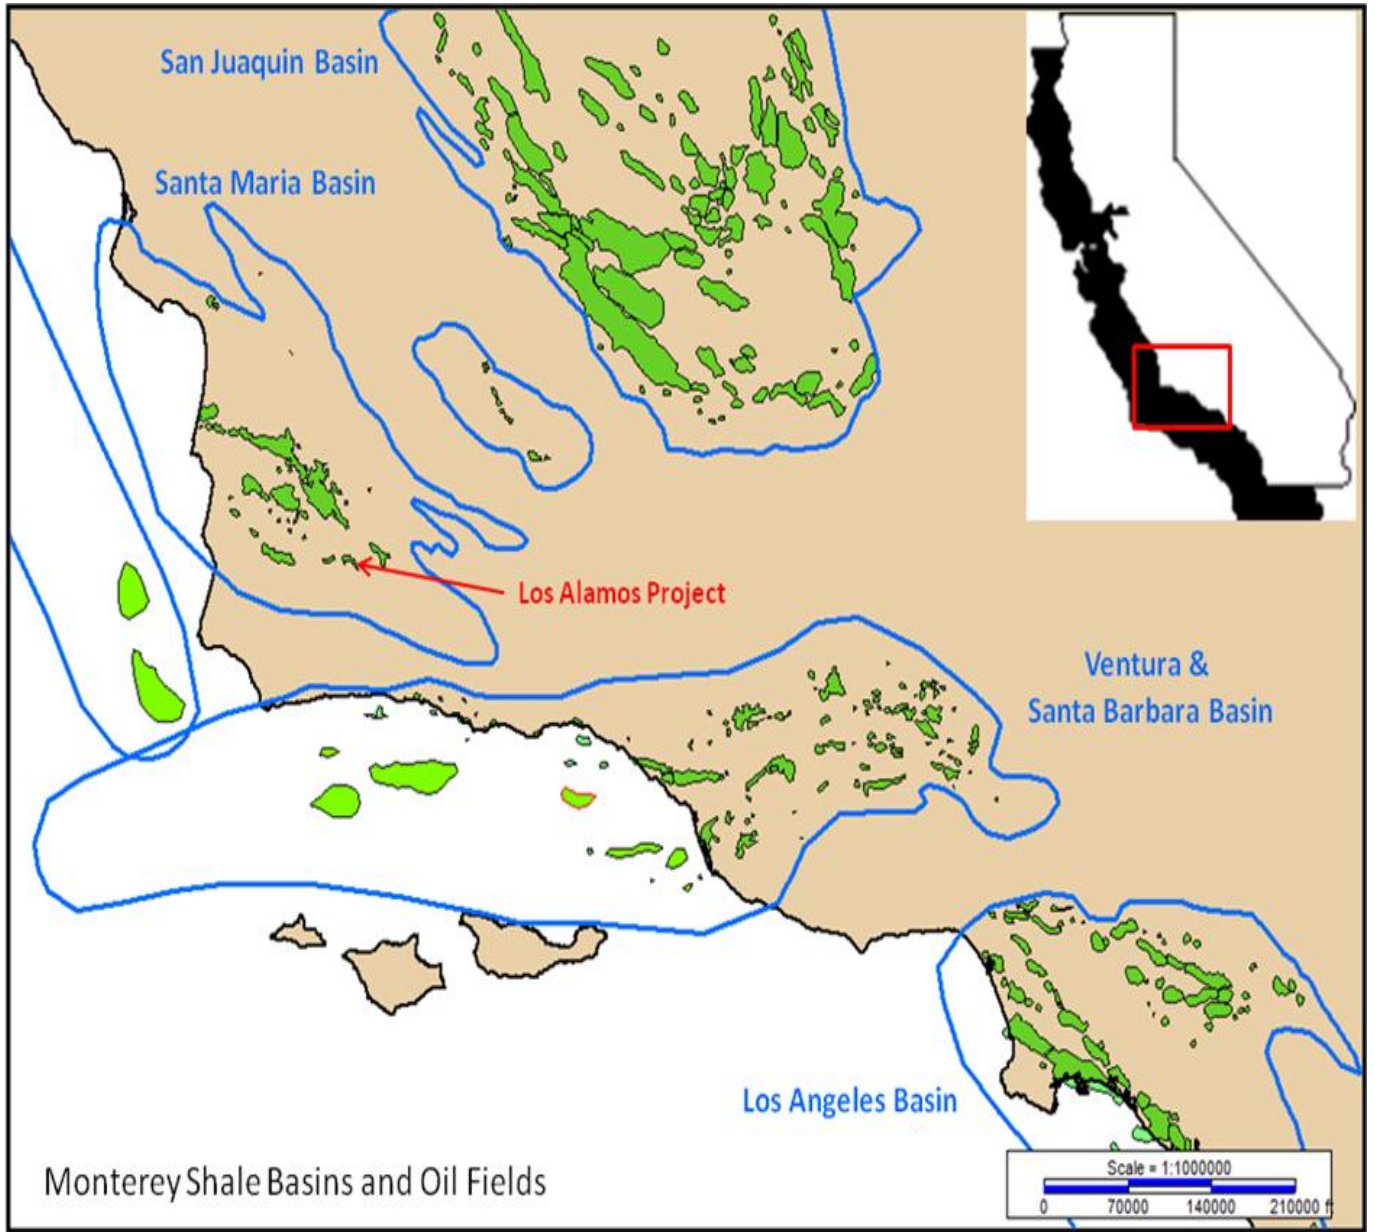 San Juaquin Basin
Santa Maria Basin
Los Alamos Project
Ventura &
Santa Barbara Basin
Los Angeles Basin
Monterey Shale Basins and Oil Fields
Scale = 1:1000000
0 70000 140000 210000 ft